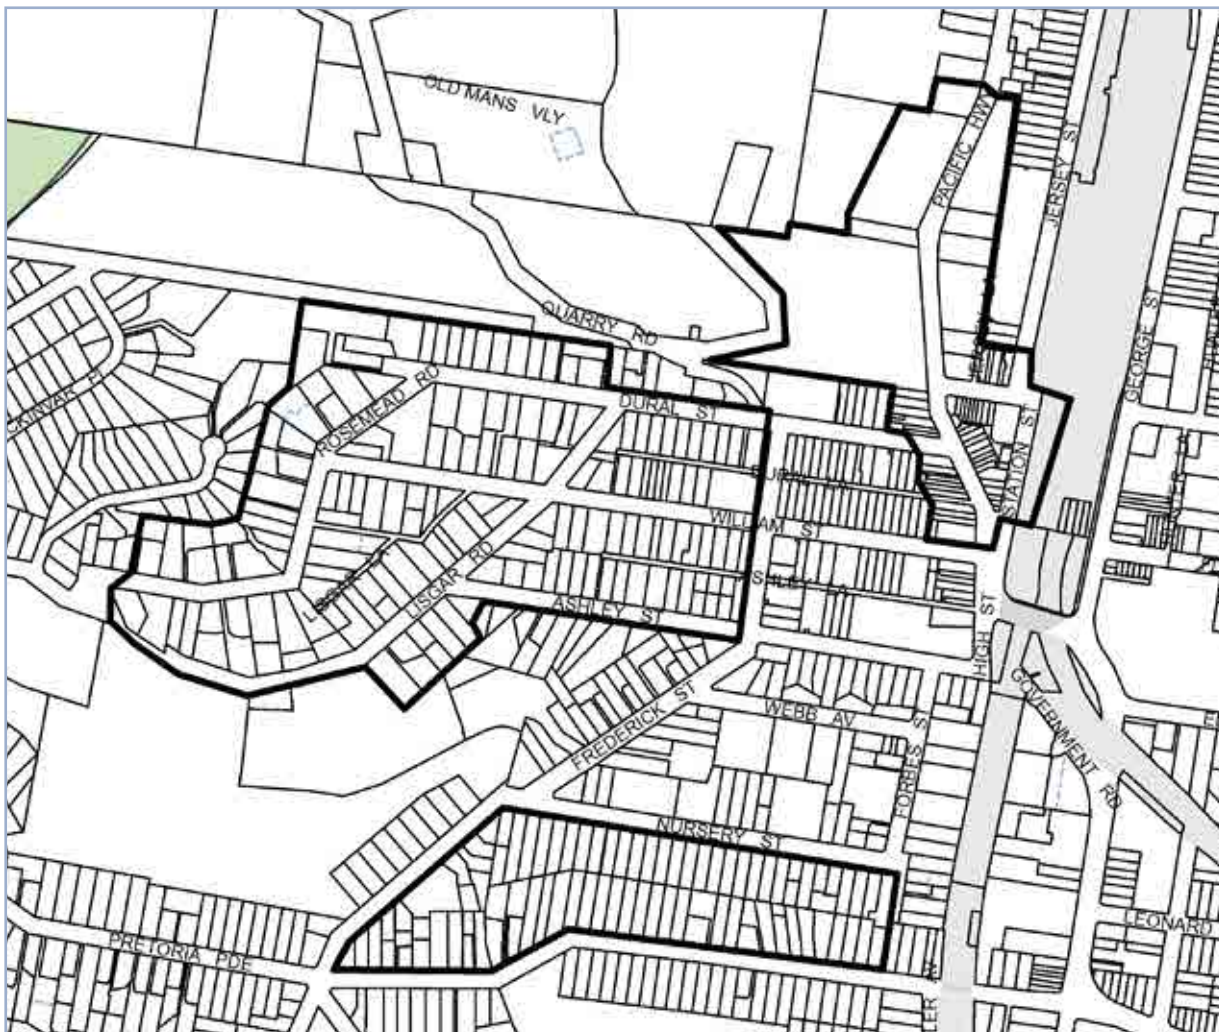 OLD MANS VLY
PACIFIC HWY
JERSEY ST
GEORGE ST
QUARRY RD
ROSEMEAD RD
DURAL ST
STATION ST
WILLIAM ST
LISGAR RD
ASHLEY ST
HIGH ST
GOVERNMENT RD
WEBB AV
FREDERICK ST
FORBES S
NURSERY ST
LEONARD
PRETORIA PDE